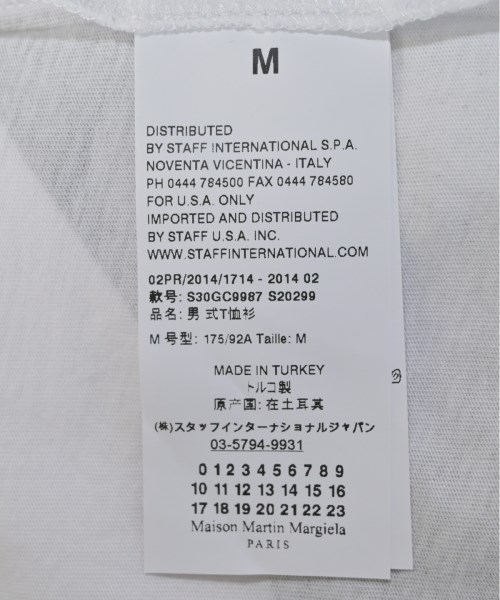 M
DISTRIBUTED
BY STAFF INTERNATIONAL S.P.A.
NOVENTA VICENTINA - ITALY
PH 0444 784500 FAX 0444 784580
FOR U.S.A. ONLY
IMPORTED AND DISTRIBUTED
BY STAFF U.S.A. INC.
WWW.STAFFINTERNATIONAL.COM
02PR/2014/1714 - 2014 02
款号: S30GC9987 S20299
品名: 男 式T恤衫
M 号型: 175/92A Taille: M
MADE IN TURKEY
トルコ製
原产国: 在土耳其
(株)スタッフインターナショナルジャパン
03-5794-9931
0 1 2 3 4 5 6 7 8 9
10 11 12 13 14 15 16
17 18 19 20 21 22 23
Maison Martin Margiela
PARIS